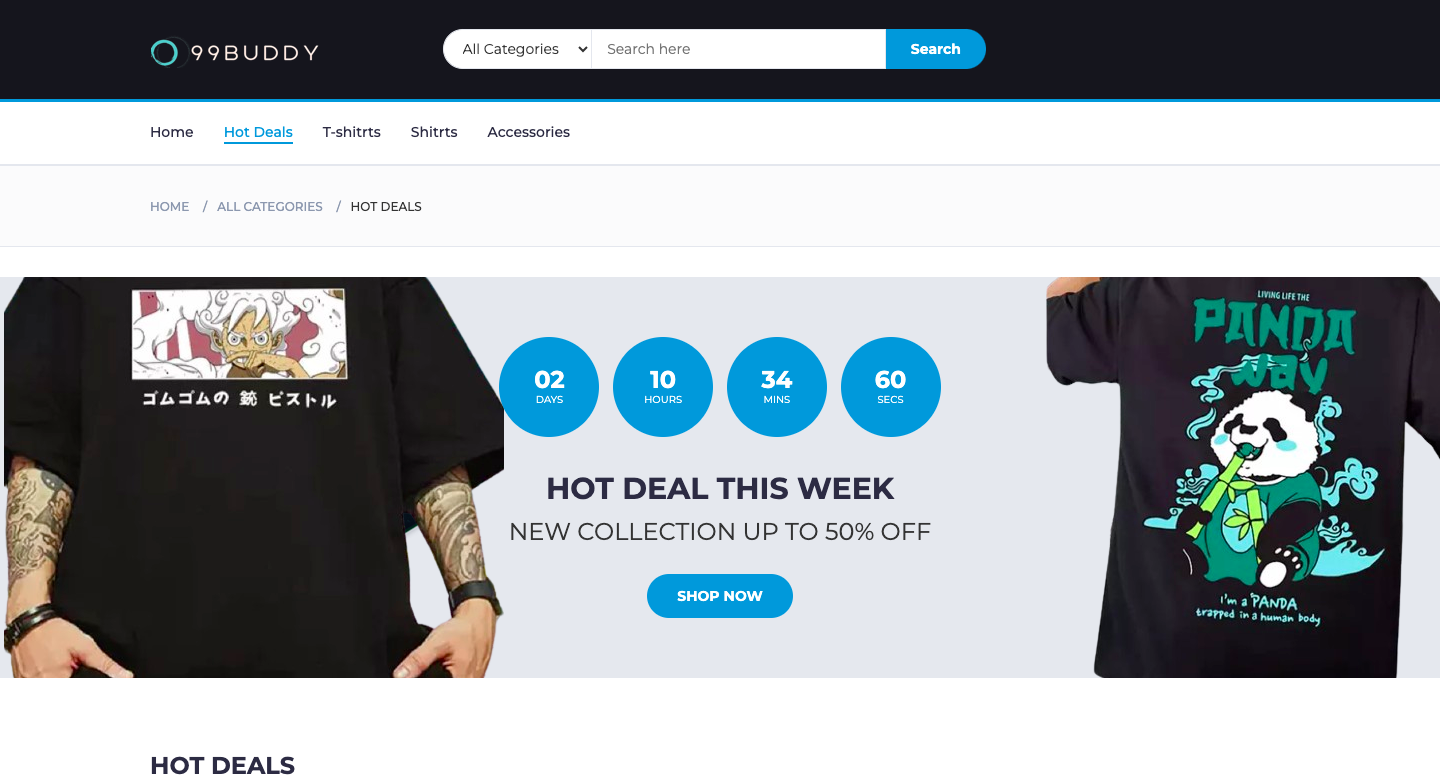 99BUDDY
All Categories
Search here
Search
Home
Hot Deals
T-shitrts
Shitrts
Accessories
HOME / ALL CATEGORIES / HOT DEALS
ゴムゴムの 銃 ピストル
02
DAYS
10
HOURS
34
MINS
60
SECS
HOT DEAL THIS WEEK
NEW COLLECTION UP TO 50% OFF
SHOP NOW
LIVING LIFE THE
PANDA
way
I'm a PANDA
trapped in a human body
HOT DEALS